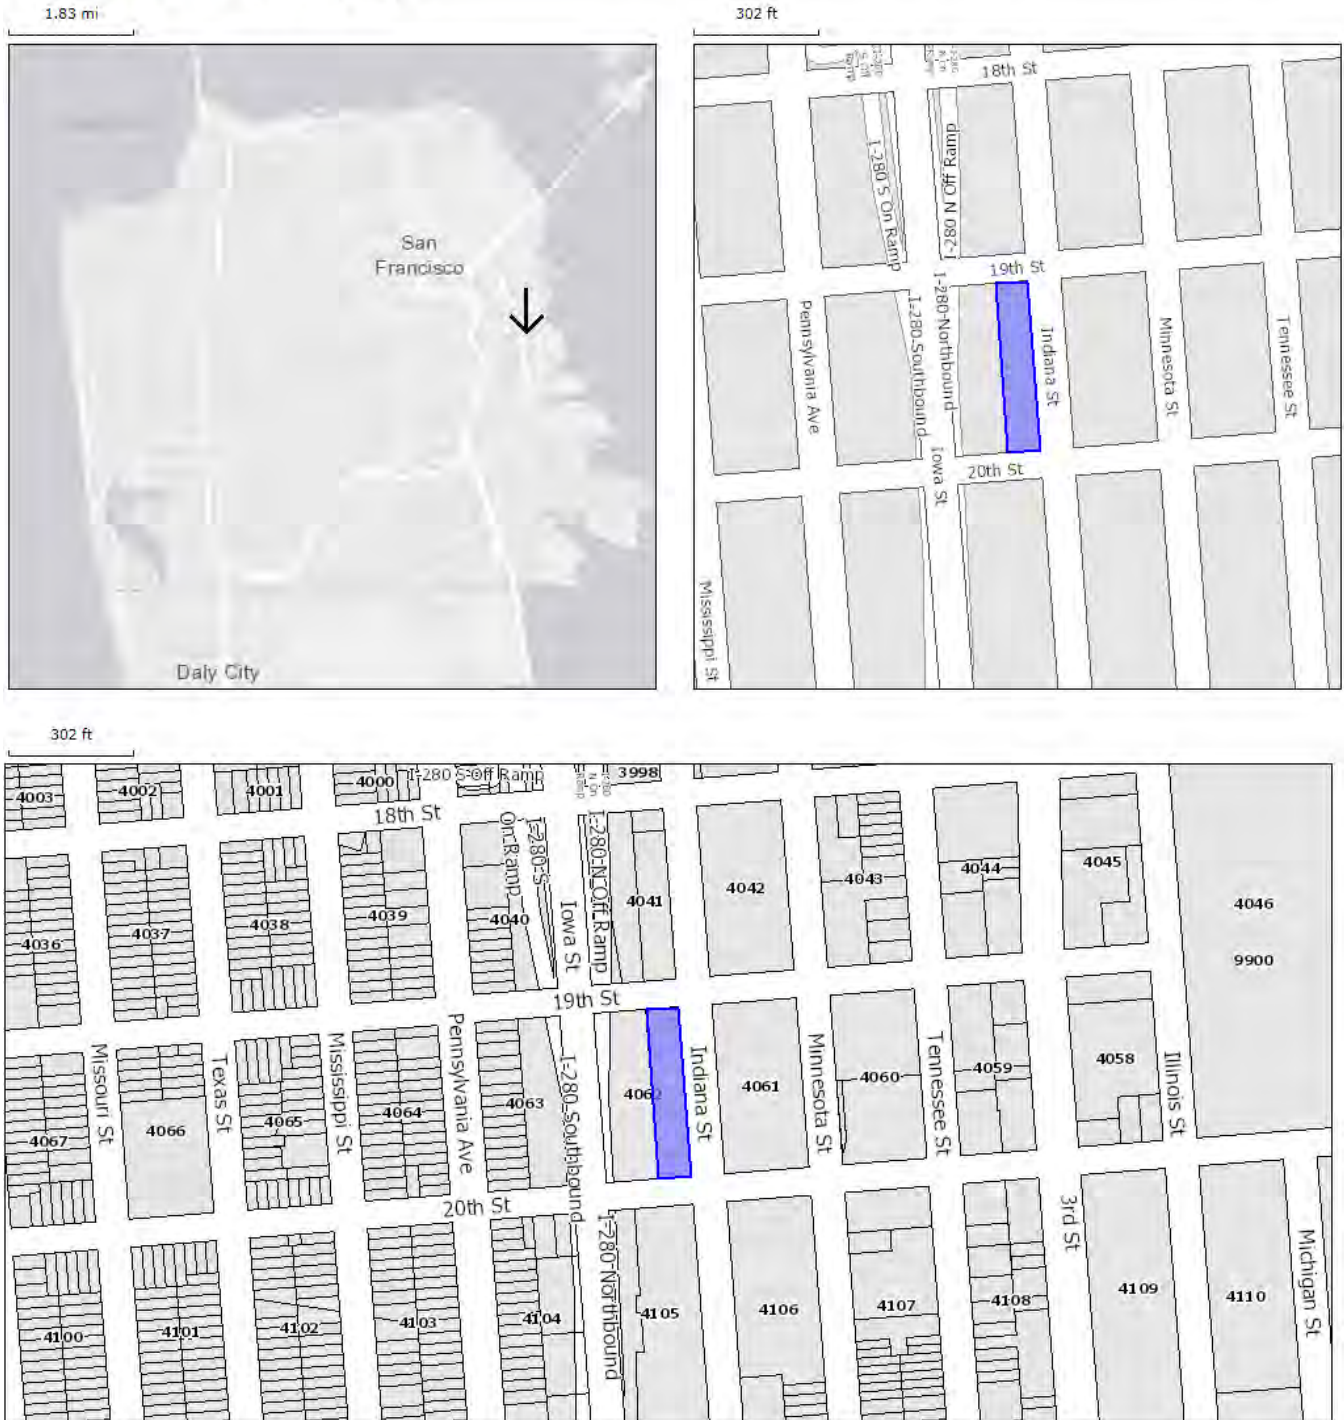 1.83 mi
San
Francisco
Daly City
302 ft
I-280 N Off Ramp
18th St
I-280 S On Ramp
19th St
I-280-Northbound
I-280-Southbound
Pennsylvania Ave
Indiana St
Minnesota St
Tennessee St
Iowa St
20th St
Mississippi St
302 ft
4003
4002
4001
4000
I-280 S Off Ramp
3998
18th St
4036
4037
4038
4039
4040
On Ramp
I-280-S
Iowa St
I-280-N Off Ramp
4041
4042
4043
4044
4045
4046
9900
19th St
Missouri St
Texas St
Mississippi St
Pennsylvania Ave
I-280-Southbound
Indiana St
Minnesota St
Tennessee St
Illinois St
4067
4066
4065
4064
4063
4062
4061
4060
4059
4058
20th St
I-280-Northbound
3rd St
Michigan St
4100
4101
4102
4103
4104
4105
4106
4107
4108
4109
4110